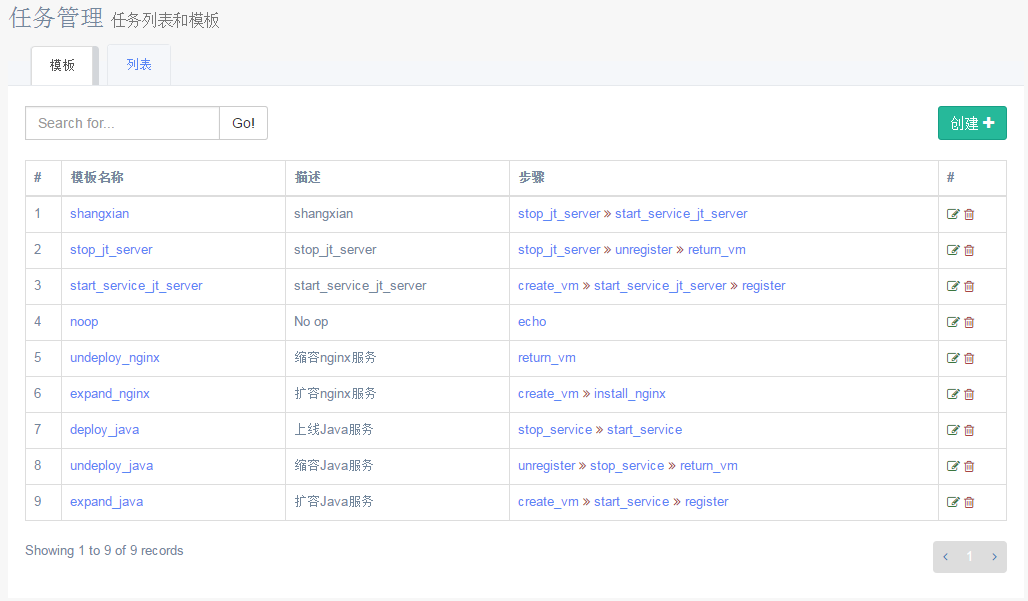 任务管理 任务列表和模板
模板 列表
Search for... Go! 创建
# 模板名称 描述 步骤 #
1 shangxian shangxian stop_jt_server » start_service_jt_server
2 stop_jt_server stop_jt_server stop_jt_server » unregister » return_vm
3 start_service_jt_server start_service_jt_server create_vm » start_service_jt_server » register
4 noop No op echo
5 undeploy_nginx 缩容nginx服务 return_vm
6 expand_nginx 扩容nginx服务 create_vm » install_nginx
7 deploy_java 上线Java服务 stop_service » start_service
8 undeploy_java 缩容Java服务 unregister » stop_service » return_vm
9 expand_java 扩容Java服务 create_vm » start_service » register
Showing 1 to 9 of 9 records ‹ 1 ›